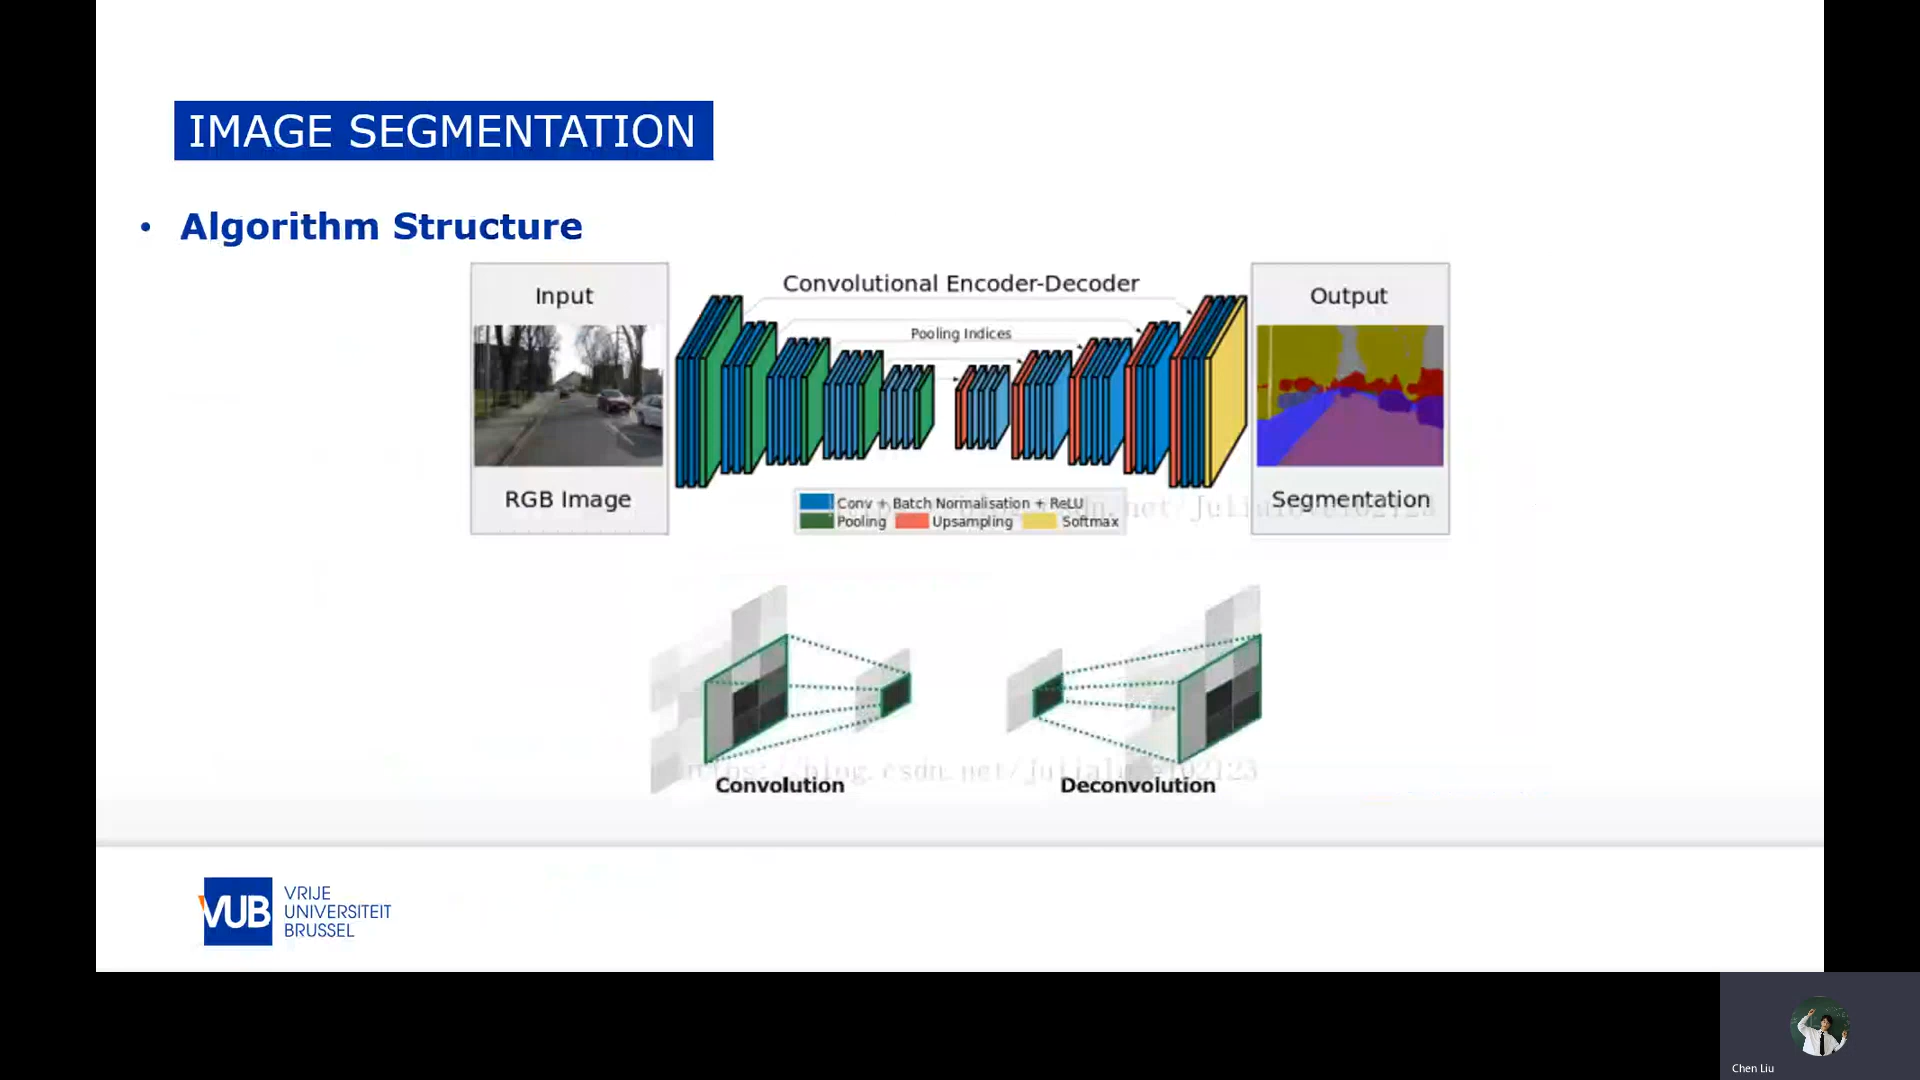 IMAGE SEGMENTATION
• Algorithm Structure
Input
RGB Image
Convolutional Encoder-Decoder
Pooling Indices
Conv + Batch Normalisation + ReLU
Pooling Upsampling Softmax
Output
Segmentation
Convolution
Deconvolution
VUB
VRIJE
UNIVERSITEIT
BRUSSEL
Chen Liu